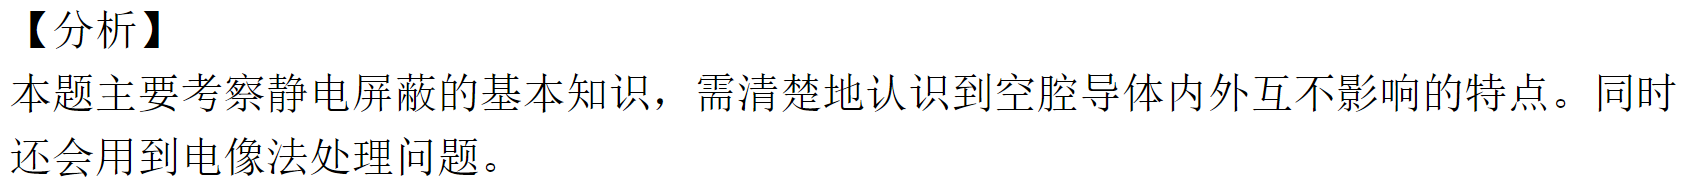 【分析】
本题主要考察静电屏蔽的基本知识，需清楚地认识到空腔导体内外互不影响的特点。同时
还会用到电像法处理问题。